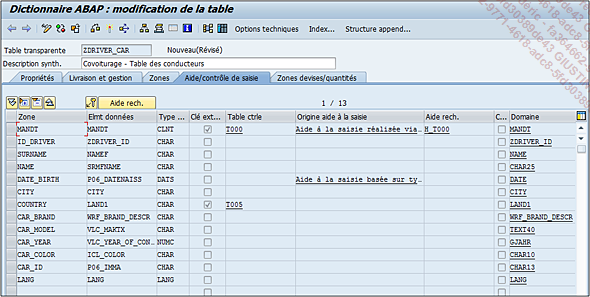 Dictionnaire ABAP : modification de la table
Options techniques Index... Structure append...
Table transparente ZDRIVER_CAR Nouveau(Révisé)
Description synth. Covoiturage - Table des conducteurs
Propriétés Livraison et gestion Zones Aide/contrôle de saisie Zones devises/quantités
Aide rech. 1 / 13
Zone Elmt données Type ... Clé ext... Table ctrle Origine aide à la saisie Aide rech. C... Domaine
MANDT MANDT CLNT T000 Aide à la saisie réalisée via… H_T000 MANDT
ID_DRIVER ZDRIVER_ID CHAR ZDRIVER_ID
SURNAME NAMEF CHAR NAME
NAME SRMFNAME CHAR CHAR25
DATE_BIRTH P06_DATENAISS DATS Aide à la saisie basée sur ty… DATE
CITY CITY CHAR CITY
COUNTRY LAND1 CHAR T005 LAND1
CAR_BRAND WRF_BRAND_DESCR CHAR WRF_BRAND_DESCR
CAR_MODEL VLC_MAKTX CHAR TEXT40
CAR_YEAR VLC_YEAR_OF_CON… NUMC GJAHR
CAR_COLOR ICL_COLOR CHAR CHAR10
CAR_ID P06_IMMA CHAR CHAR13
LANG LANG LANG LANG